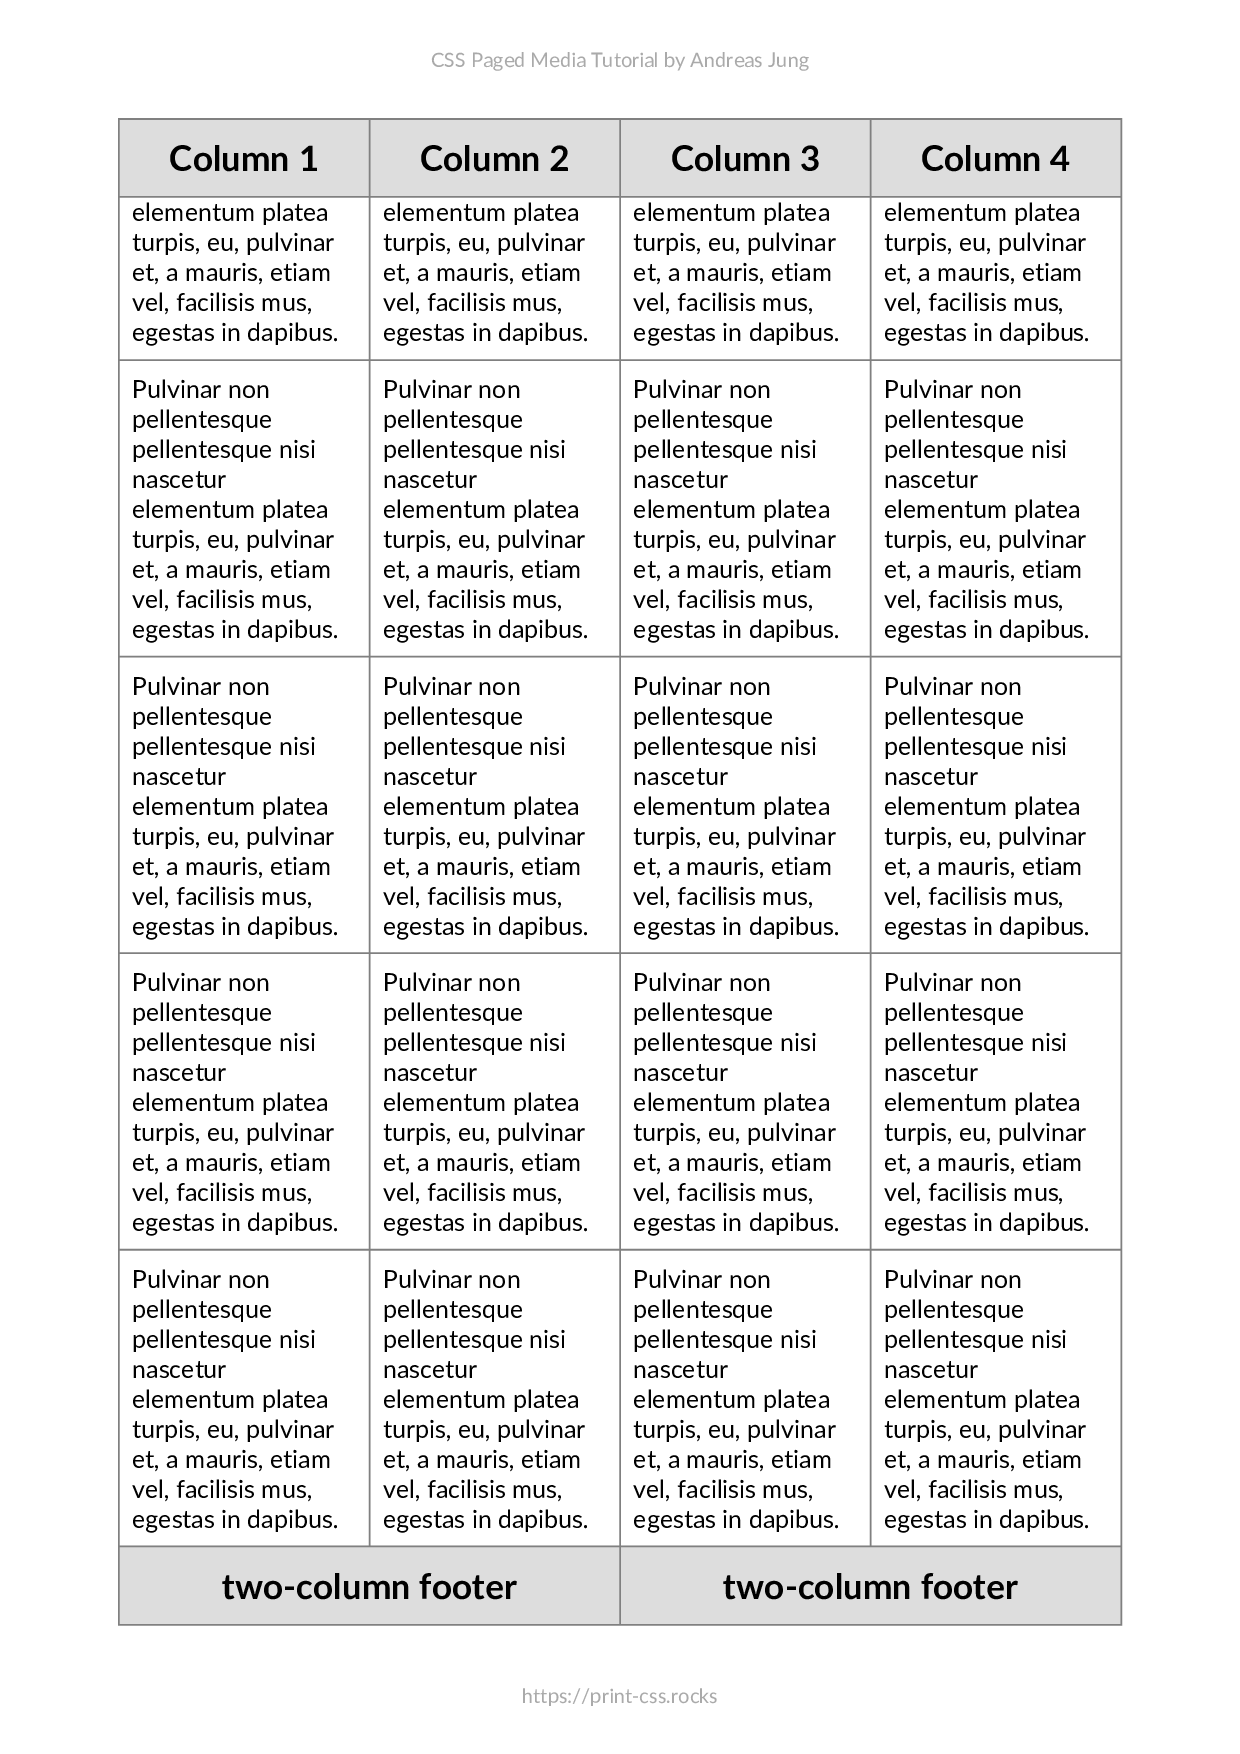 CSS Paged Media Tutorial by Andreas Jung
Column 1 Column 2 Column 3 Column 4
elementum platea elementum platea elementum platea elementum platea
turpis, eu, pulvinar turpis, eu, pulvinar turpis, eu, pulvinar turpis, eu, pulvinar
et, a mauris, etiam et, a mauris, etiam et, a mauris, etiam et, a mauris, etiam
vel, facilisis mus, vel, facilisis mus, vel, facilisis mus, vel, facilisis mus,
egestas in dapibus. egestas in dapibus. egestas in dapibus. egestas in dapibus.
Pulvinar non Pulvinar non Pulvinar non Pulvinar non
pellentesque pellentesque pellentesque pellentesque
pellentesque nisi pellentesque nisi pellentesque nisi pellentesque nisi
nascetur nascetur nascetur nascetur
elementum platea elementum platea elementum platea elementum platea
turpis, eu, pulvinar turpis, eu, pulvinar turpis, eu, pulvinar turpis, eu, pulvinar
et, a mauris, etiam et, a mauris, etiam et, a mauris, etiam et, a mauris, etiam
vel, facilisis mus, vel, facilisis mus, vel, facilisis mus, vel, facilisis mus,
egestas in dapibus. egestas in dapibus. egestas in dapibus. egestas in dapibus.
Pulvinar non Pulvinar non Pulvinar non Pulvinar non
pellentesque pellentesque pellentesque pellentesque
pellentesque nisi pellentesque nisi pellentesque nisi pellentesque nisi
nascetur nascetur nascetur nascetur
elementum platea elementum platea elementum platea elementum platea
turpis, eu, pulvinar turpis, eu, pulvinar turpis, eu, pulvinar turpis, eu, pulvinar
et, a mauris, etiam et, a mauris, etiam et, a mauris, etiam et, a mauris, etiam
vel, facilisis mus, vel, facilisis mus, vel, facilisis mus, vel, facilisis mus,
egestas in dapibus. egestas in dapibus. egestas in dapibus. egestas in dapibus.
Pulvinar non Pulvinar non Pulvinar non Pulvinar non
pellentesque pellentesque pellentesque pellentesque
pellentesque nisi pellentesque nisi pellentesque nisi pellentesque nisi
nascetur nascetur nascetur nascetur
elementum platea elementum platea elementum platea elementum platea
turpis, eu, pulvinar turpis, eu, pulvinar turpis, eu, pulvinar turpis, eu, pulvinar
et, a mauris, etiam et, a mauris, etiam et, a mauris, etiam et, a mauris, etiam
vel, facilisis mus, vel, facilisis mus, vel, facilisis mus, vel, facilisis mus,
egestas in dapibus. egestas in dapibus. egestas in dapibus. egestas in dapibus.
Pulvinar non Pulvinar non Pulvinar non Pulvinar non
pellentesque pellentesque pellentesque pellentesque
pellentesque nisi pellentesque nisi pellentesque nisi pellentesque nisi
nascetur nascetur nascetur nascetur
elementum platea elementum platea elementum platea elementum platea
turpis, eu, pulvinar turpis, eu, pulvinar turpis, eu, pulvinar turpis, eu, pulvinar
et, a mauris, etiam et, a mauris, etiam et, a mauris, etiam et, a mauris, etiam
vel, facilisis mus, vel, facilisis mus, vel, facilisis mus, vel, facilisis mus,
egestas in dapibus. egestas in dapibus. egestas in dapibus. egestas in dapibus.
two-column footer two-column footer
https://print-css.rocks